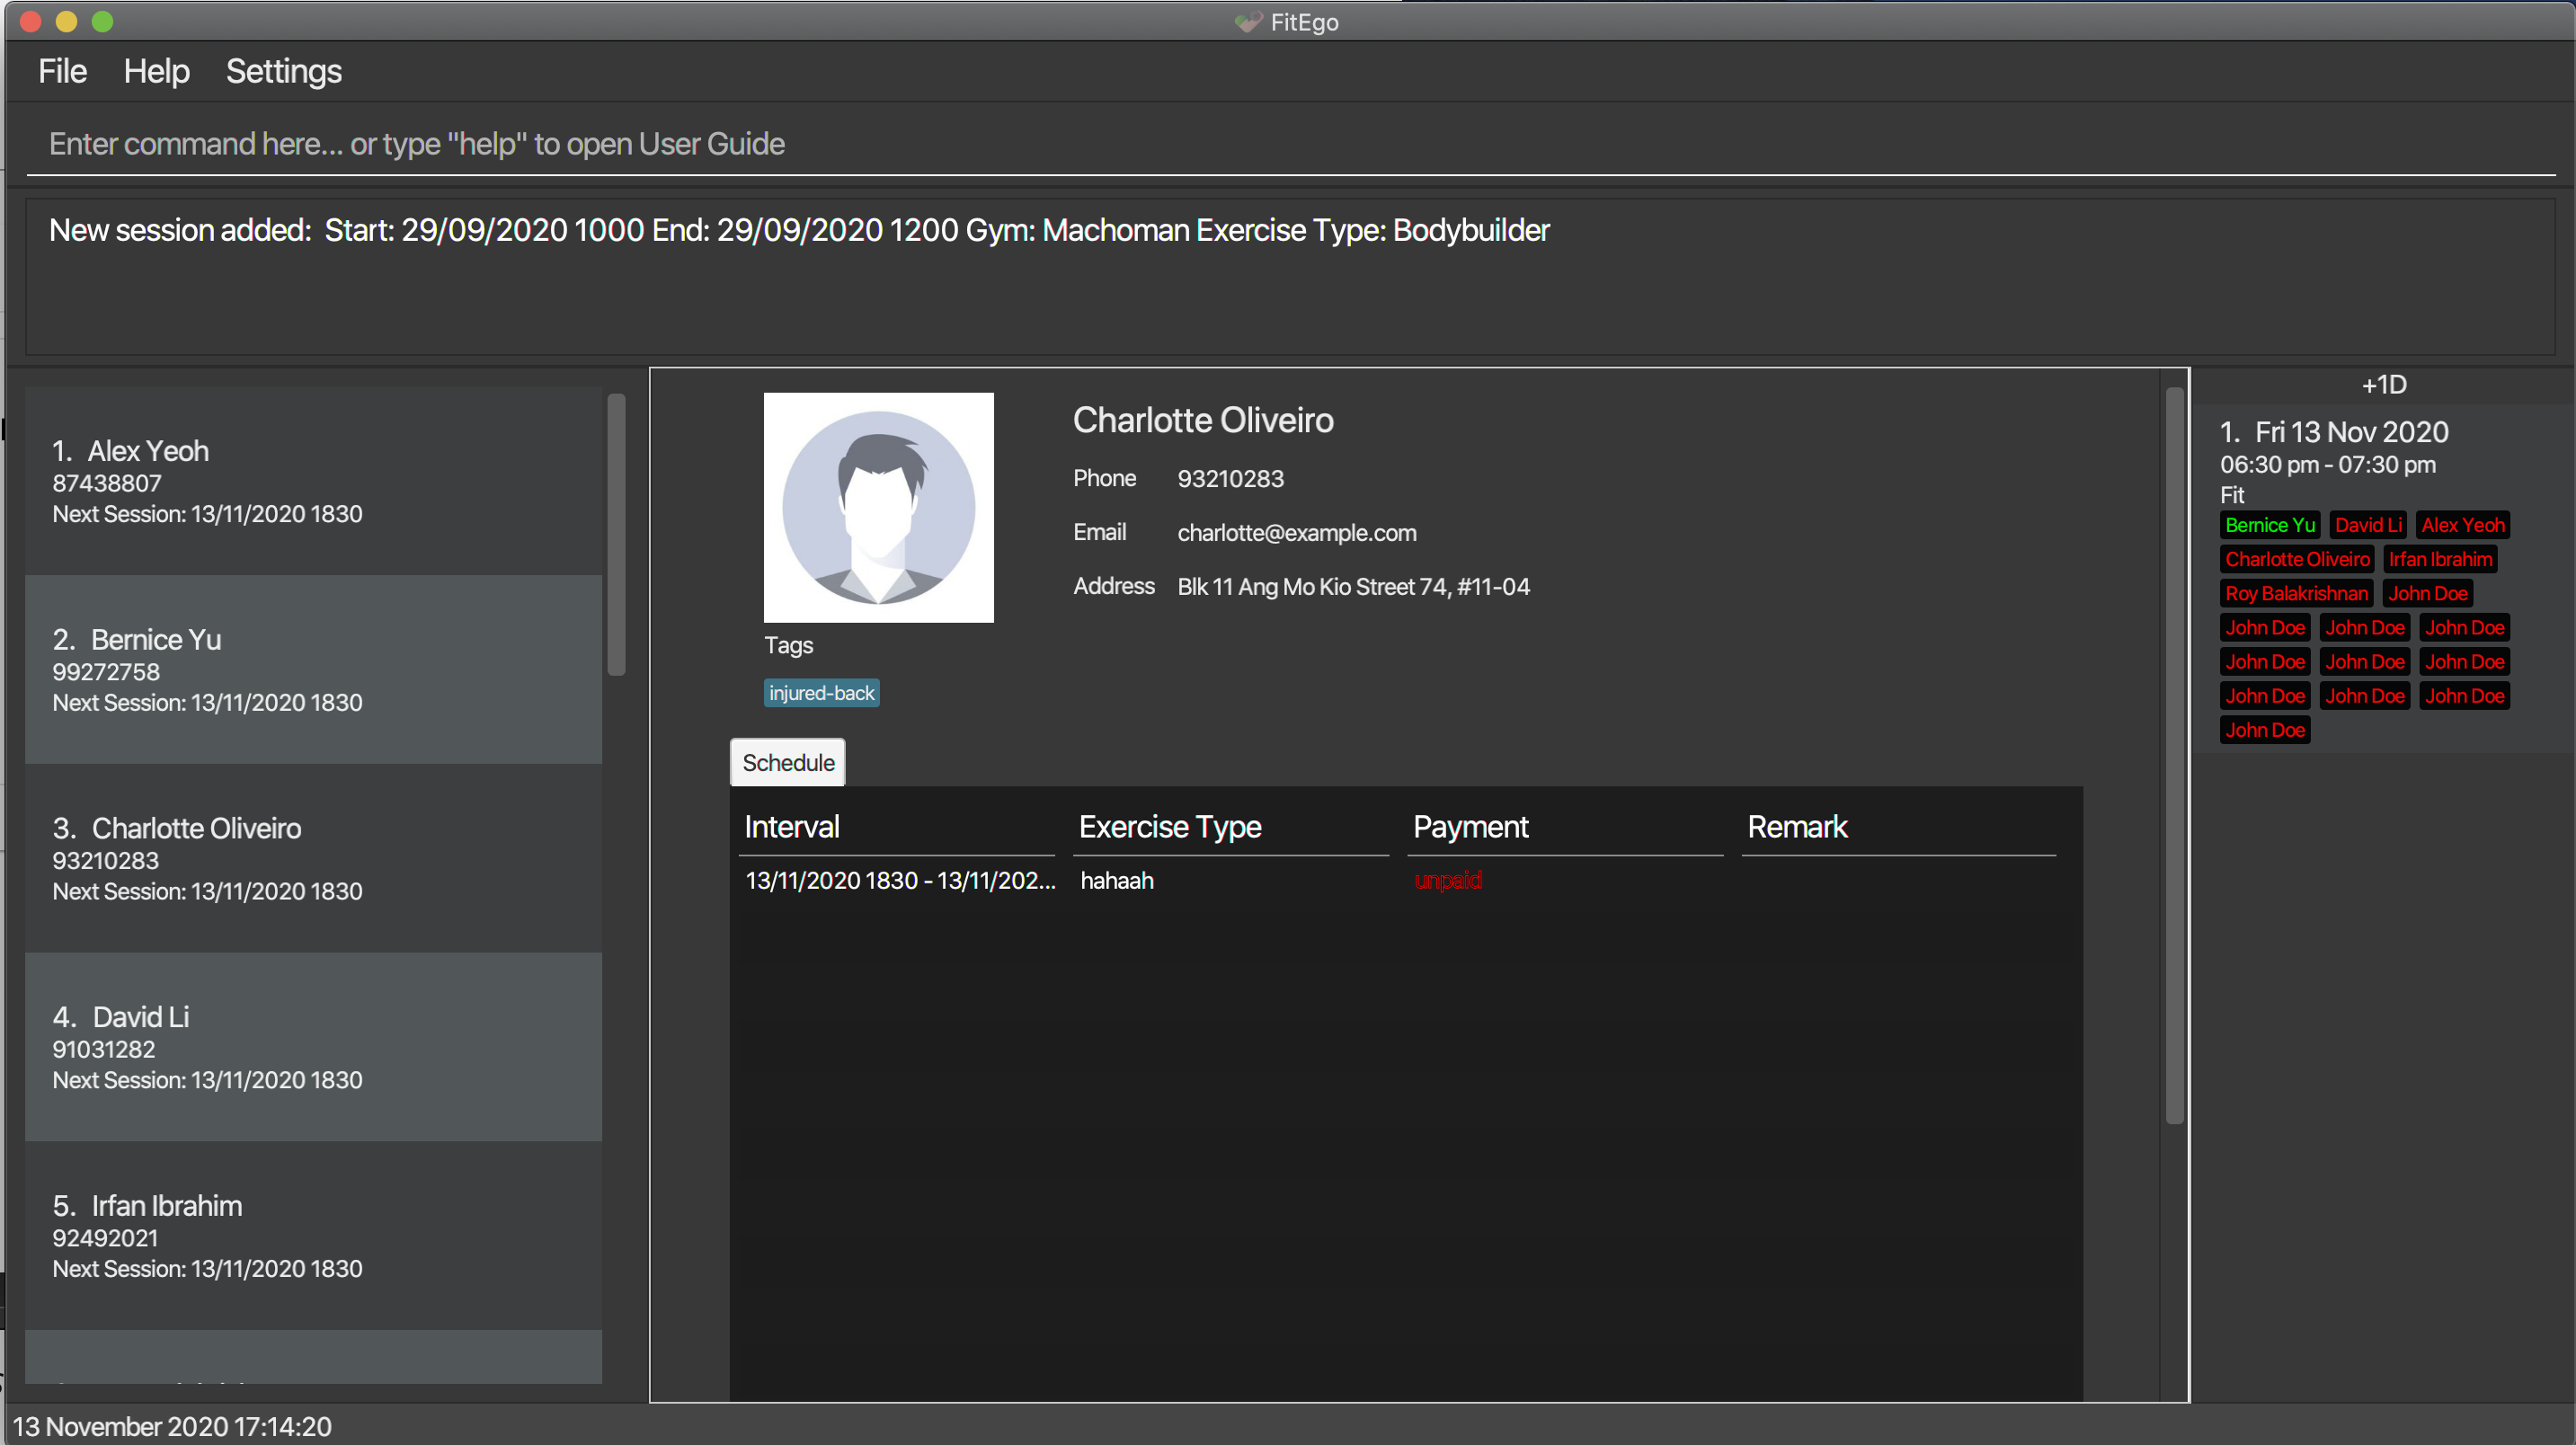 FitEgo
File Help Settings
Enter command here... or type "help" to open User Guide
New session added: Start: 29/09/2020 1000 End: 29/09/2020 1200 Gym: Machoman Exercise Type: Bodybuilder
1. Alex Yeoh
87438807
Next Session: 13/11/2020 1830
2. Bernice Yu
99272758
Next Session: 13/11/2020 1830
3. Charlotte Oliveiro
93210283
Next Session: 13/11/2020 1830
4. David Li
91031282
Next Session: 13/11/2020 1830
5. Irfan Ibrahim
92492021
Next Session: 13/11/2020 1830
Charlotte Oliveiro
Phone 93210283
Email charlotte@example.com
Address Blk 11 Ang Mo Kio Street 74, #11-04
Tags
injured-back
Schedule
Interval Exercise Type Payment Remark
13/11/2020 1830 - 13/11/202... hahaah unpaid
+1D
1. Fri 13 Nov 2020
06:30 pm - 07:30 pm
Fit
Bernice Yu David Li Alex Yeoh
Charlotte Oliveiro Irfan Ibrahim
Roy Balakrishnan John Doe
John Doe John Doe John Doe
John Doe John Doe John Doe
John Doe John Doe John Doe
John Doe
13 November 2020 17:14:20